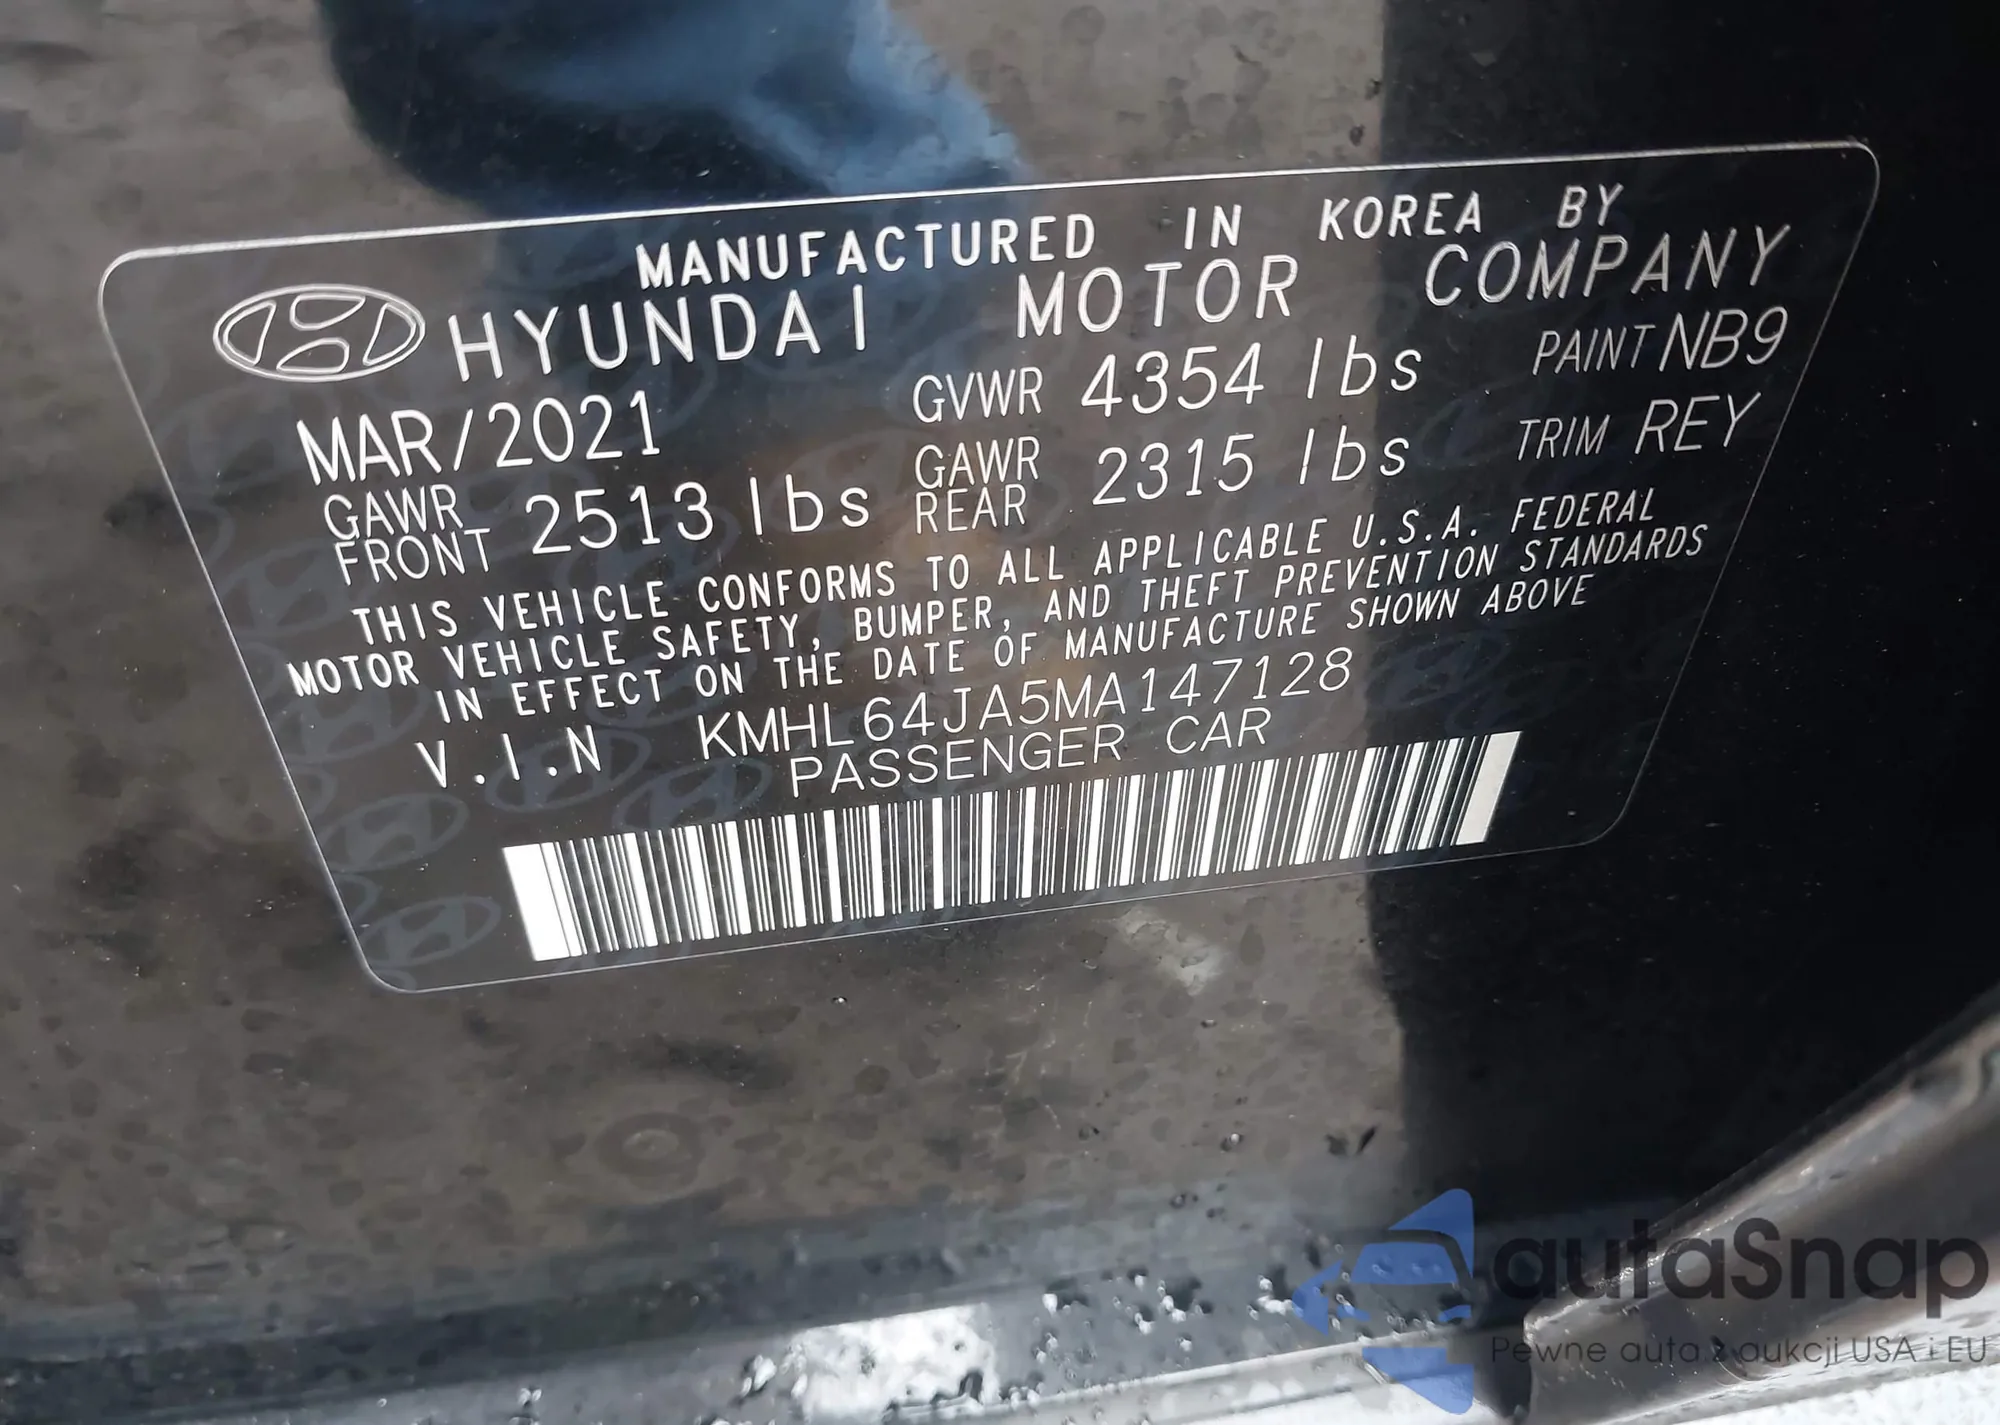 MANUFACTURED IN KOREA BY
HYUNDAI MOTOR COMPANY
MAR/2021 GVWR 4354 lbs PAINT NB9
GAWR FRONT 2513 lbs GAWR REAR 2315 lbs TRIM REY
THIS VEHICLE CONFORMS TO ALL APPLICABLE U.S.A. FEDERAL
MOTOR VEHICLE SAFETY, BUMPER, AND THEFT PREVENTION STANDARDS
IN EFFECT ON THE DATE OF MANUFACTURE SHOWN ABOVE
V.I.N KMHL64JA5MA147128
PASSENGER CAR
autaSnap
Pewne auta z aukcji USA i EU